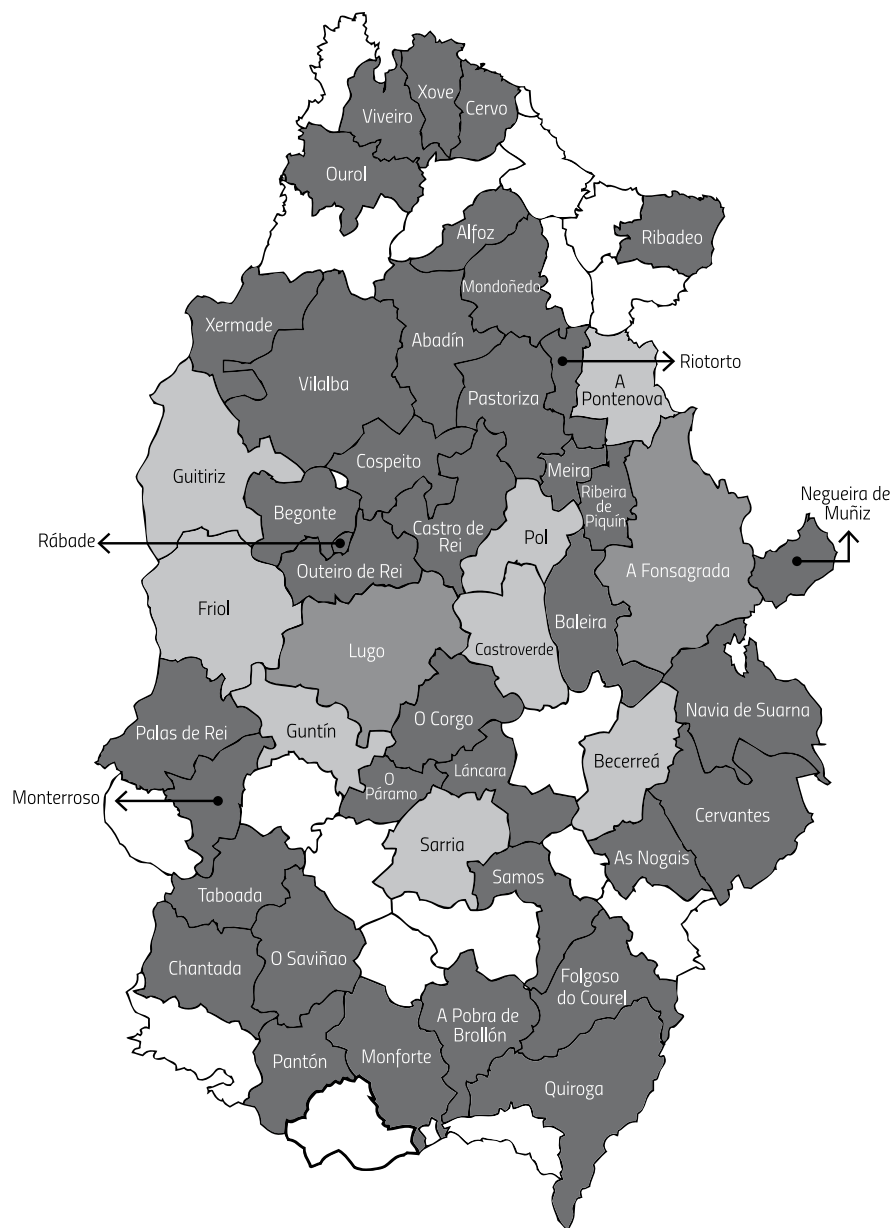 Xove
Viveiro
Cervo
Ourol
Alfoz
Ribadeo
Mondoñedo
Xermade
Abadín
Vilalba
Riotorto
A
Pontenova
Pastoriza
Guitiriz
Cospeito
Meira
Ribeira
de
Piquín
Negueira de
Muñiz
Begonte
Castro de
Rei
Pol
Rábade
Outeiro de Rei
A Fonsagrada
Friol
Baleira
Lugo
Castroverde
Palas de Rei
Guntín
O Corgo
Navia de Suarna
Becerreá
O
Páramo
Láncara
Monterroso
Cervantes
Sarria
As Nogais
Taboada
Samos
Chantada
O Saviñao
Folgoso
do Courel
A Pobra de
Brollón
Pantón
Monforte
Quiroga